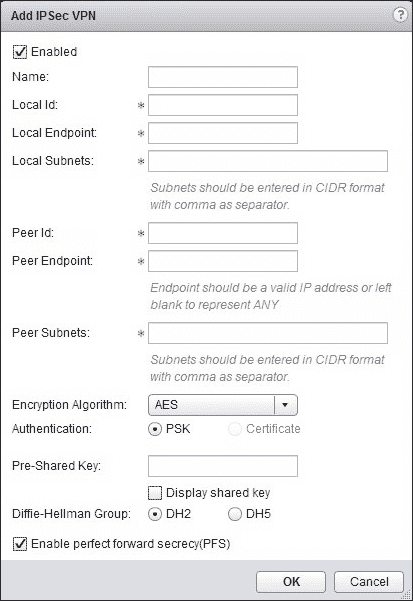 Add IPSec VPN ?
Enabled
Name:
Local Id: *
Local Endpoint: *
Local Subnets: *
Subnets should be entered in CIDR format
with comma as separator.
Peer Id: *
Peer Endpoint: *
Endpoint should be a valid IP address or left
blank to represent ANY
Peer Subnets: *
Subnets should be entered in CIDR format
with comma as separator.
Encryption Algorithm: AES
Authentication: PSK Certificate
Pre-Shared Key:
Display shared key
Diffie-Hellman Group: DH2 DH5
Enable perfect forward secrecy(PFS)
OK Cancel